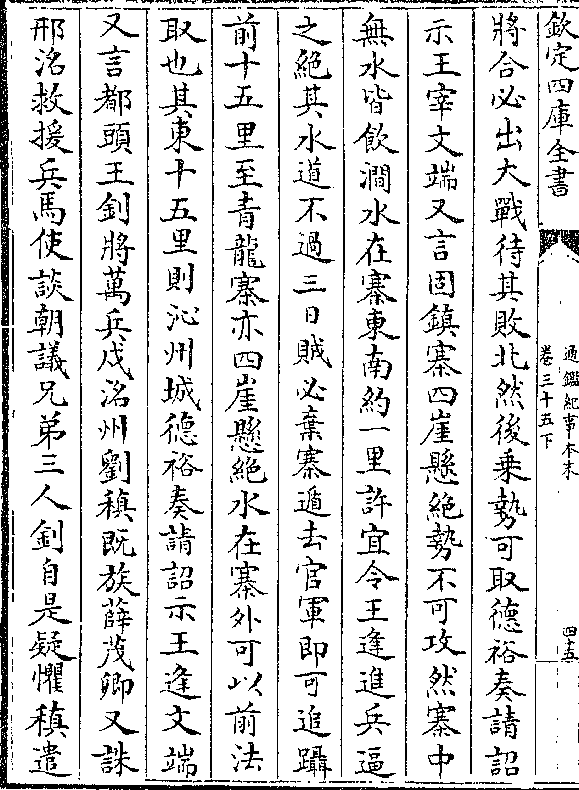 欽定四庫全書
通鑑紀事本末
卷三十五下
四十五
將合必出大戰待其敗北然後乗勢可取德裕奏請詔
示王宰文端又言固鎮寨四崖懸絶勢不可攻然寨中
無水皆飲澗水在寨東南約一里許宜令王逢進兵逼
之絶其水道不過三日賊必棄寨遁去官軍即可追躡
前十五里至青龍寨亦四崖懸絶水在寨外可以前法
取也其東十五里則沁州城德裕奏請詔示王逢文端
又言都頭王釗將萬兵戍洺州劉稹既族薛茂卿又誅
邢洺救援兵馬使談朝議兄弟三人釗自是疑懼稹遣